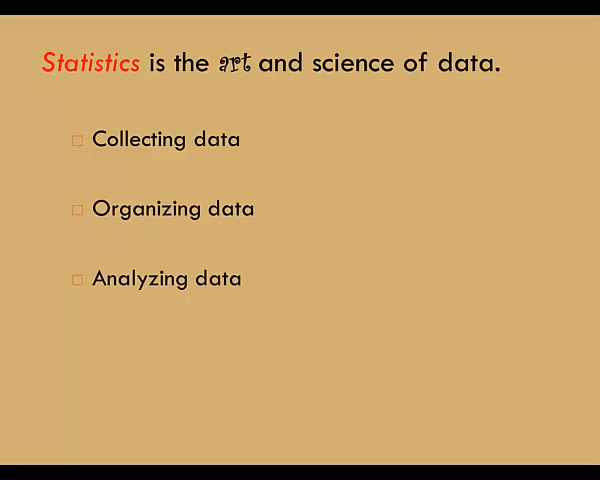 Statistics is the art and science of data.
Collecting data
Organizing data
Analyzing data